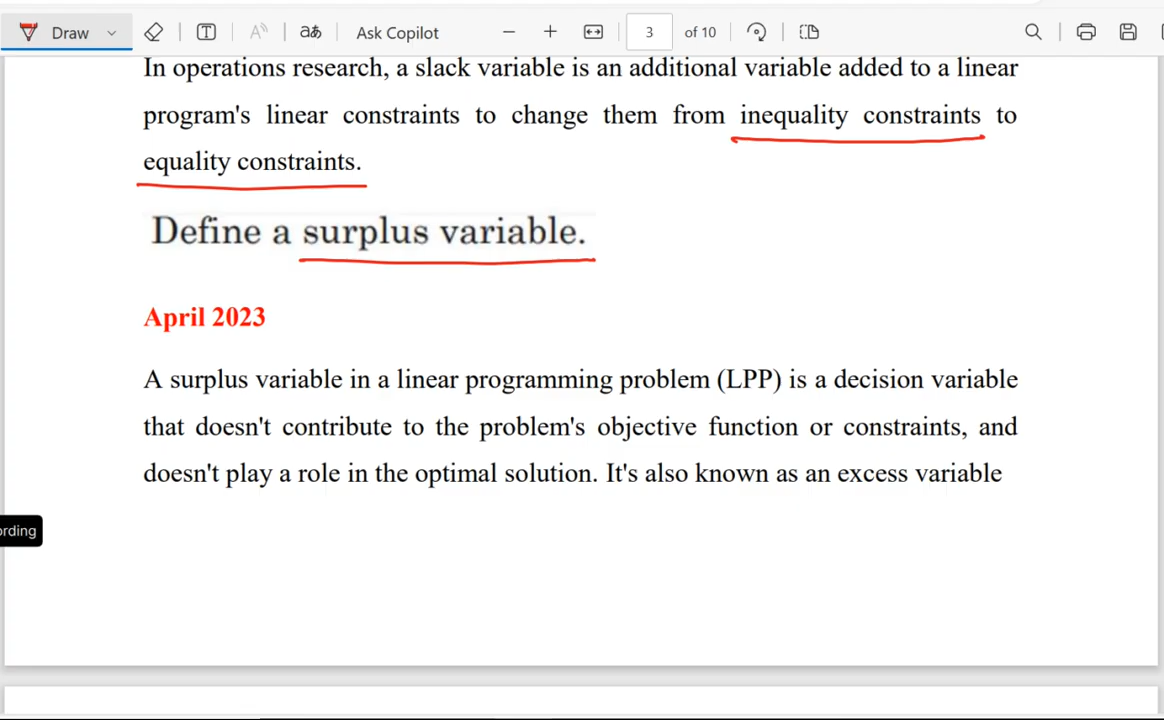 Draw
aあ
Ask Copilot
3 of 10
In operations research, a slack variable is an additional variable added to a linear
program's linear constraints to change them from inequality constraints to
equality constraints.
Define a surplus variable.
April 2023
A surplus variable in a linear programming problem (LPP) is a decision variable
that doesn't contribute to the problem's objective function or constraints, and
doesn't play a role in the optimal solution. It's also known as an excess variable
ording